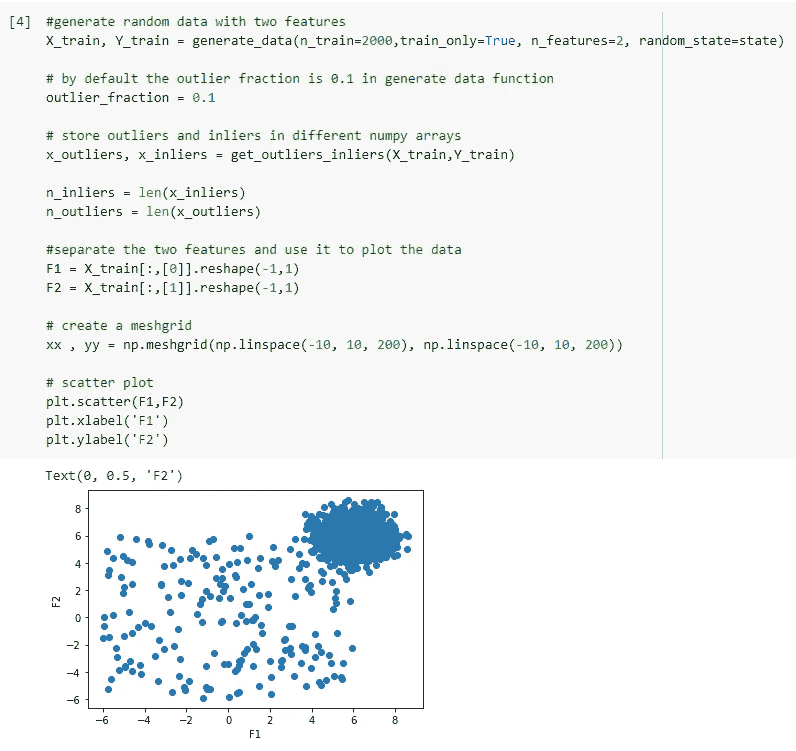 [4] #generate random data with two features
X_train, Y_train = generate_data(n_train=2000,train_only=True, n_features=2, random_state=state)
# by default the outlier fraction is 0.1 in generate data function
outlier_fraction = 0.1
# store outliers and inliers in different numpy arrays
x_outliers, x_inliers = get_outliers_inliers(X_train,Y_train)
n_inliers = len(x_inliers)
n_outliers = len(x_outliers)
#separate the two features and use it to plot the data
F1 = X_train[:,[0]].reshape(-1,1)
F2 = X_train[:,[1]].reshape(-1,1)
# create a meshgrid
xx , yy = np.meshgrid(np.linspace(-10, 10, 200), np.linspace(-10, 10, 200))
# scatter plot
plt.scatter(F1,F2)
plt.xlabel('F1')
plt.ylabel('F2')
Text(0, 0.5, 'F2')
8
6
4
2
0
−2
−4
−6
F2
−6 −4 −2 0 2 4 6 8
F1